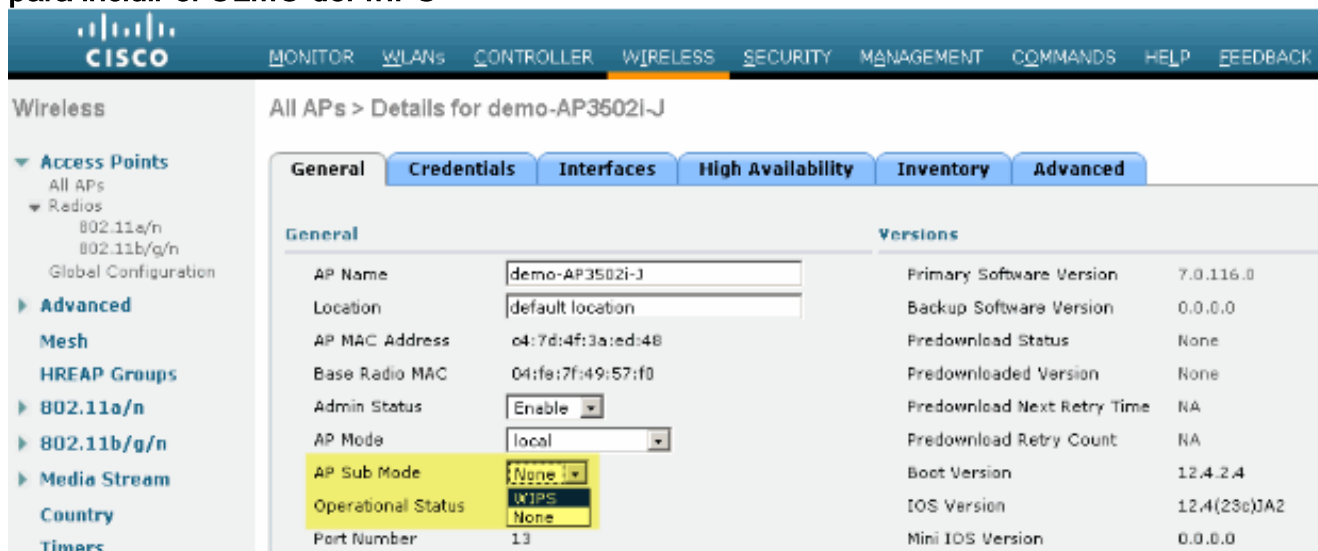 CISCO
MONITOR WLANs CONTROLLER WIRELESS SECURITY MANAGEMENT COMMANDS HELP FEEDBACK
Wireless
All APs > Details for demo-AP3502i-J
Access Points
All APs
Radios
802.11a/n
802.11b/g/n
Global Configuration
Advanced
Mesh
HREAP Groups
802.11a/n
802.11b/g/n
Media Stream
Country
Timers
General Credentials Interfaces High Availability Inventory Advanced
General
AP Name demo-AP3502i-J
Location default location
AP MAC Address c4:7d:4f:3a:ed:48
Base Radio MAC 04:fe:7f:49:57:f0
Admin Status Enable
AP Mode local
AP Sub Mode None
WIPS
Operational Status None
Port Number 13
Versions
Primary Software Version 7.0.116.0
Backup Software Version 0.0.0.0
Predownload Status None
Predownloaded Version None
Predownload Next Retry Time NA
Predownload Retry Count NA
Boot Version 12.4.2.4
IOS Version 12.4(23c)JA2
Mini IOS Version 0.0.0.0